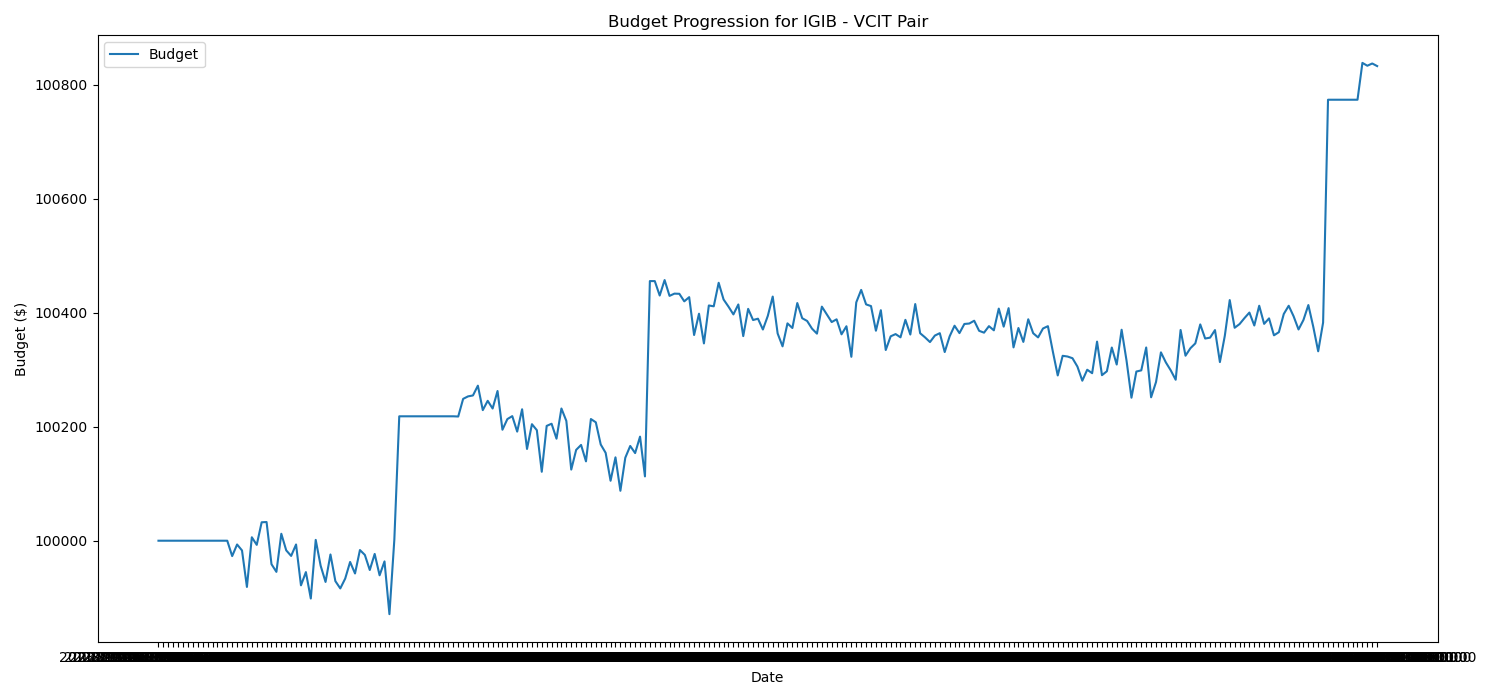 Budget Progression for IGIB - VCIT Pair
Budget
100800
100600
100400
100200
100000
Budget ($)
Date